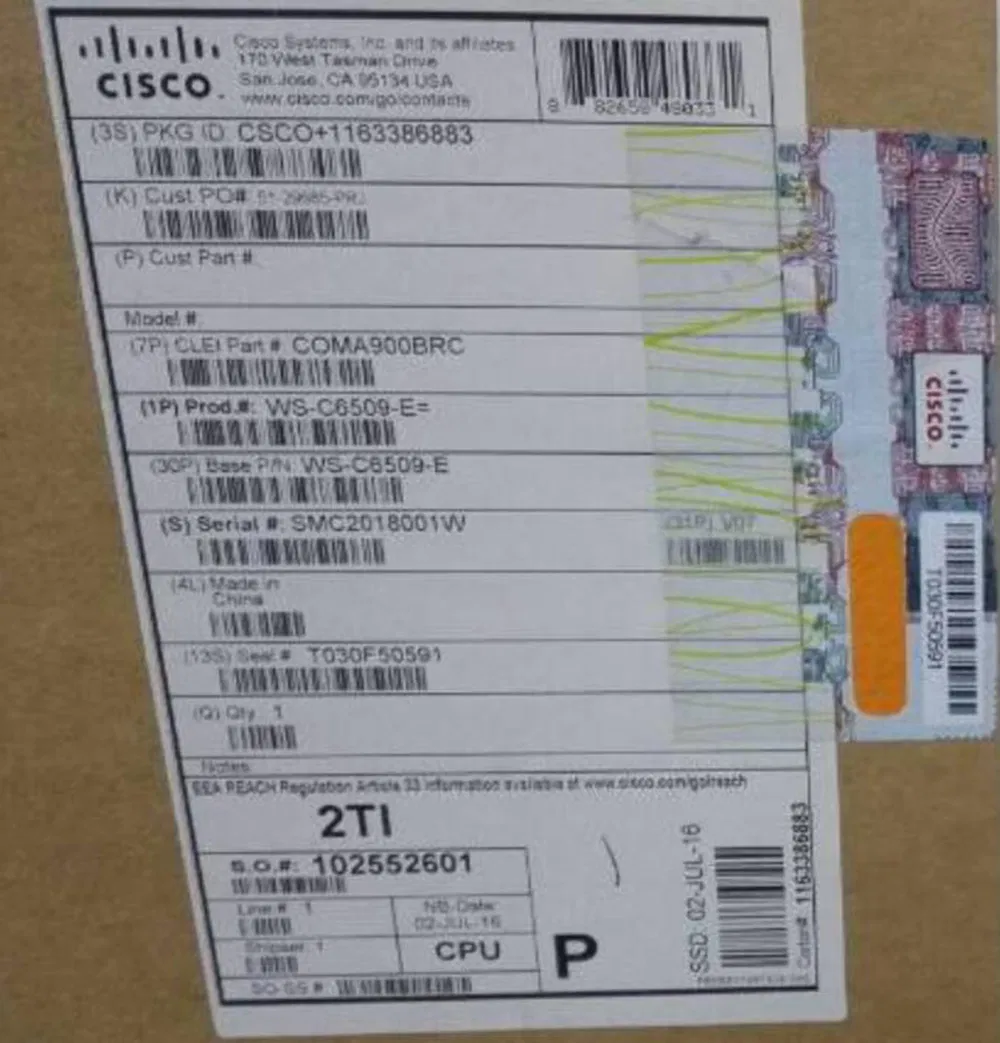 CISCO
Cisco Systems, Inc. and its affiliates
170 West Tasman Drive
San Jose, CA 95134 USA
www.cisco.com/go/contacts
(3S) PKG ID: CSCO+1163386883
(K) Cust PO#
(P) Cust Part #:
Model #:
(7P) CLEI Part # COMA900BRC
(1P) Prod.#: WS-C6509-E=
(30P) Base P/N: WS-C6509-E
(S) Serial #: SMC2018001W
(31P) V07
(4L) Made in
China
(13S) Seal # T030F50591
(Q) Qty 1
Notes
EEA REACH Regulation Article 33 information available at www.cisco.com/go/reach
2TI
S.O.#: 102552601
Line # 1
NB-Date
02-JUL-16
Shipset 1
CPU
SO-SS #
P
SSD: 02-JUL-16
Carton# 1163386883
CISCO
T030F50591